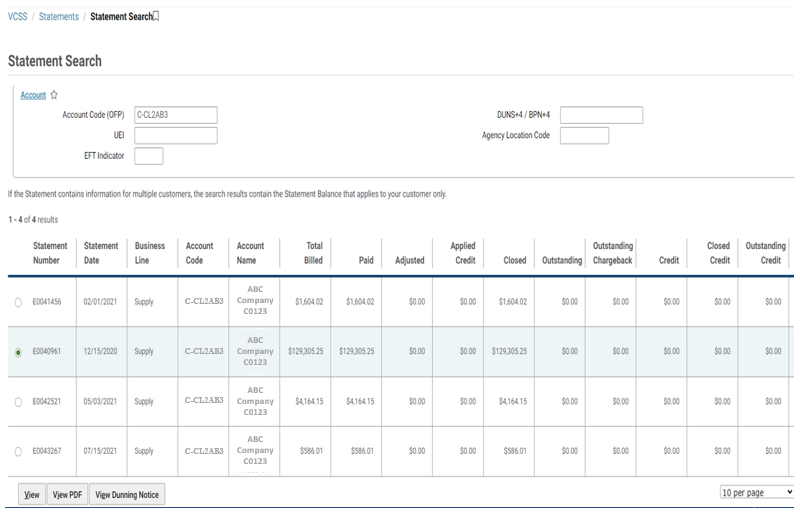 VCSS / Statements / Statement Search
Statement Search
Account
Account Code (OFP) C-CL2AB3 DUNS+4 / BPN+4
UEI Agency Location Code
EFT Indicator
If the Statement contains information for multiple customers, the search results contain the Statement Balance that applies to your customer only.
1 - 4 of 4 results
Statement Number Statement Date Business Line Account Code Account Name Total Billed Paid Adjusted Applied Credit Closed Outstanding Outstanding Chargeback Credit Closed Credit Outstanding Credit
E0041456 02/01/2021 Supply C-CL2AB3 ABC Company C0123 $1,604.02 $1,604.02 $0.00 $0.00 $1,604.02 $0.00 $0.00 $0.00 $0.00 $0.00
E0040961 12/15/2020 Supply C-CL2AB3 ABC Company C0123 $129,305.25 $129,305.25 $0.00 $0.00 $129,305.25 $0.00 $0.00 $0.00 $0.00 $0.00
E0042521 05/03/2021 Supply C-CL2AB3 ABC Company C0123 $4,164.15 $4,164.15 $0.00 $0.00 $4,164.15 $0.00 $0.00 $0.00 $0.00 $0.00
E0043267 07/15/2021 Supply C-CL2AB3 ABC Company C0123 $586.01 $586.01 $0.00 $0.00 $586.01 $0.00 $0.00 $0.00 $0.00 $0.00
View View PDF View Dunning Notice 10 per page